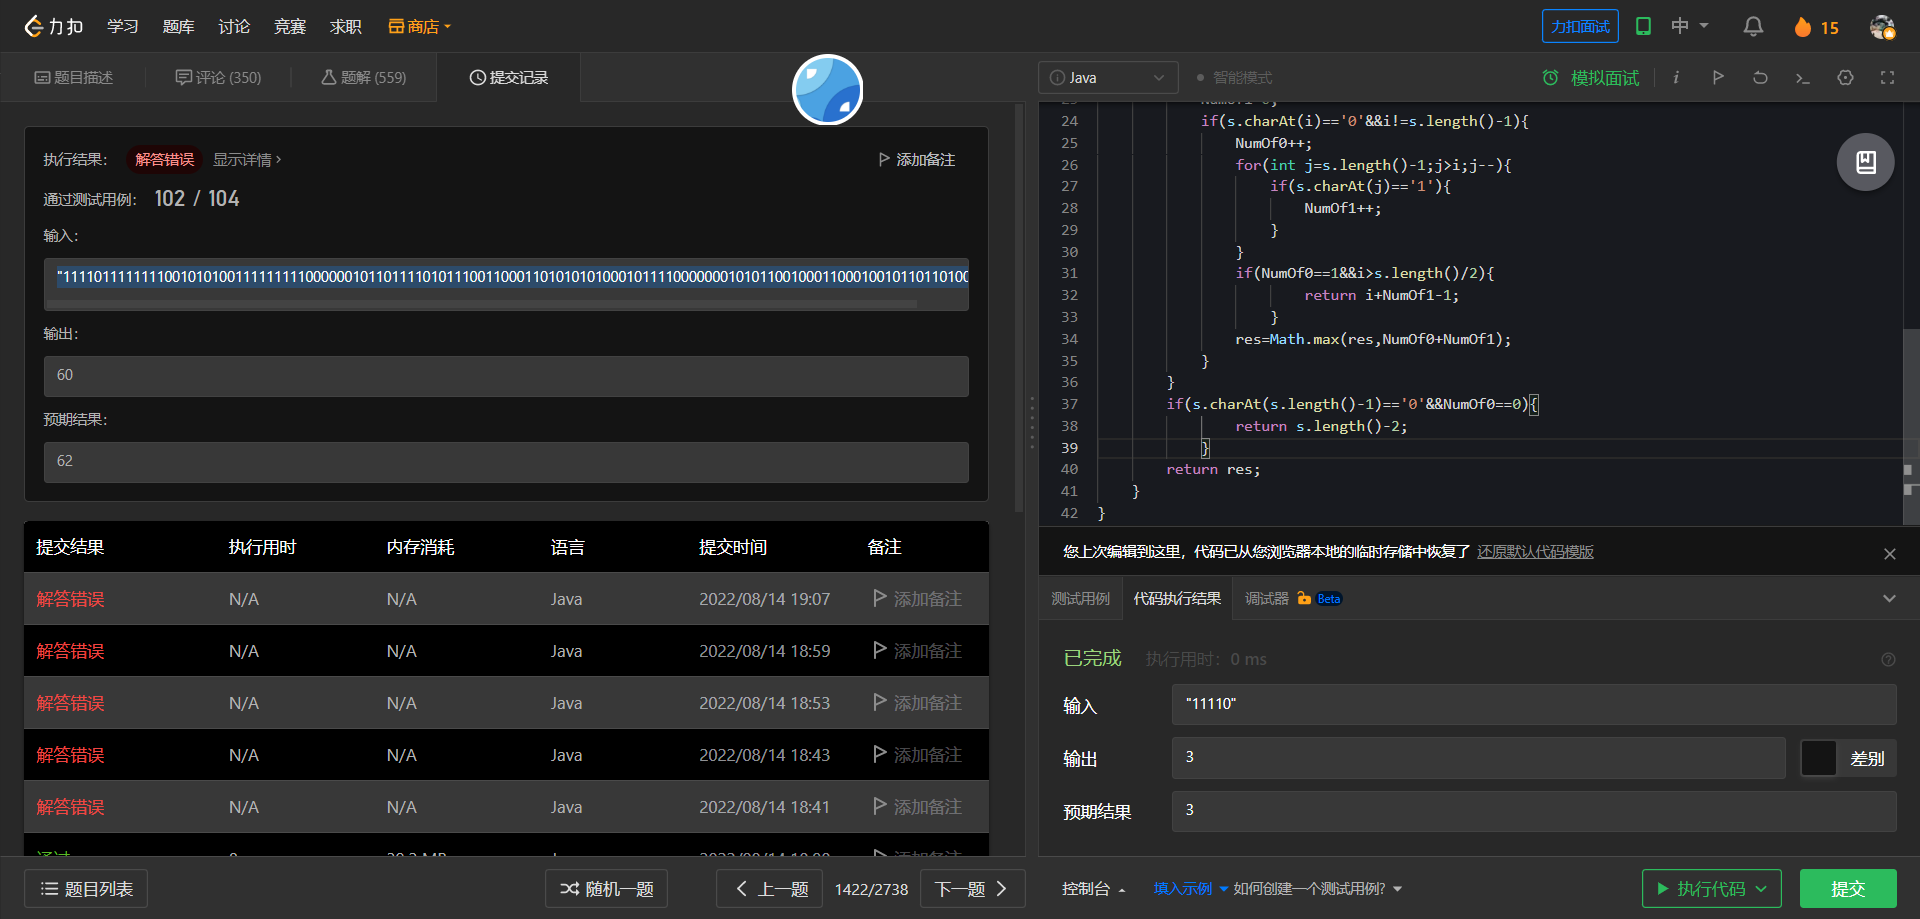 力扣 学习 题库 讨论 竞赛 求职 商店 力扣面试 中 15
题目描述 评论 (350) 题解 (559) 提交记录
执行结果： 解答错误 显示详情 › 添加备注
通过测试用例： 102 / 104
输入：
输出：
60
预期结果：
62
提交结果 执行用时 内存消耗 语言 提交时间 备注
解答错误 N/A N/A Java 2022/08/14 19:07 添加备注
解答错误 N/A N/A Java 2022/08/14 18:59 添加备注
解答错误 N/A N/A Java 2022/08/14 18:53 添加备注
解答错误 N/A N/A Java 2022/08/14 18:43 添加备注
解答错误 N/A N/A Java 2022/08/14 18:41 添加备注
题目列表 随机一题 上一题 1422/2738 下一题
Java 智能模式 模拟面试
24 if(s.charAt(i)=='0'&&i!=s.length()-1){
25 NumOf0++;
26 for(int j=s.length()-1;j>i;j--){
27 if(s.charAt(j)=='1'){
28 NumOf1++;
29 }
30 }
31 if(NumOf0==1&&i>s.length()/2){
32 return i+NumOf1-1;
33 }
34 res=Math.max(res,NumOf0+NumOf1);
35 }
36 }
37 if(s.charAt(s.length()-1)=='0'&&NumOf0==0){
38 return s.length()-2;
39 }
40 return res;
41 }
42 }
您上次编辑到这里，代码已从您浏览器本地的临时存储中恢复了 还原默认代码模版
测试用例 代码执行结果 调试器 Beta
已完成 执行用时：0 ms
输入 "11110"
输出 3 差别
预期结果 3
控制台 填入示例 如何创建一个测试用例? 执行代码 提交